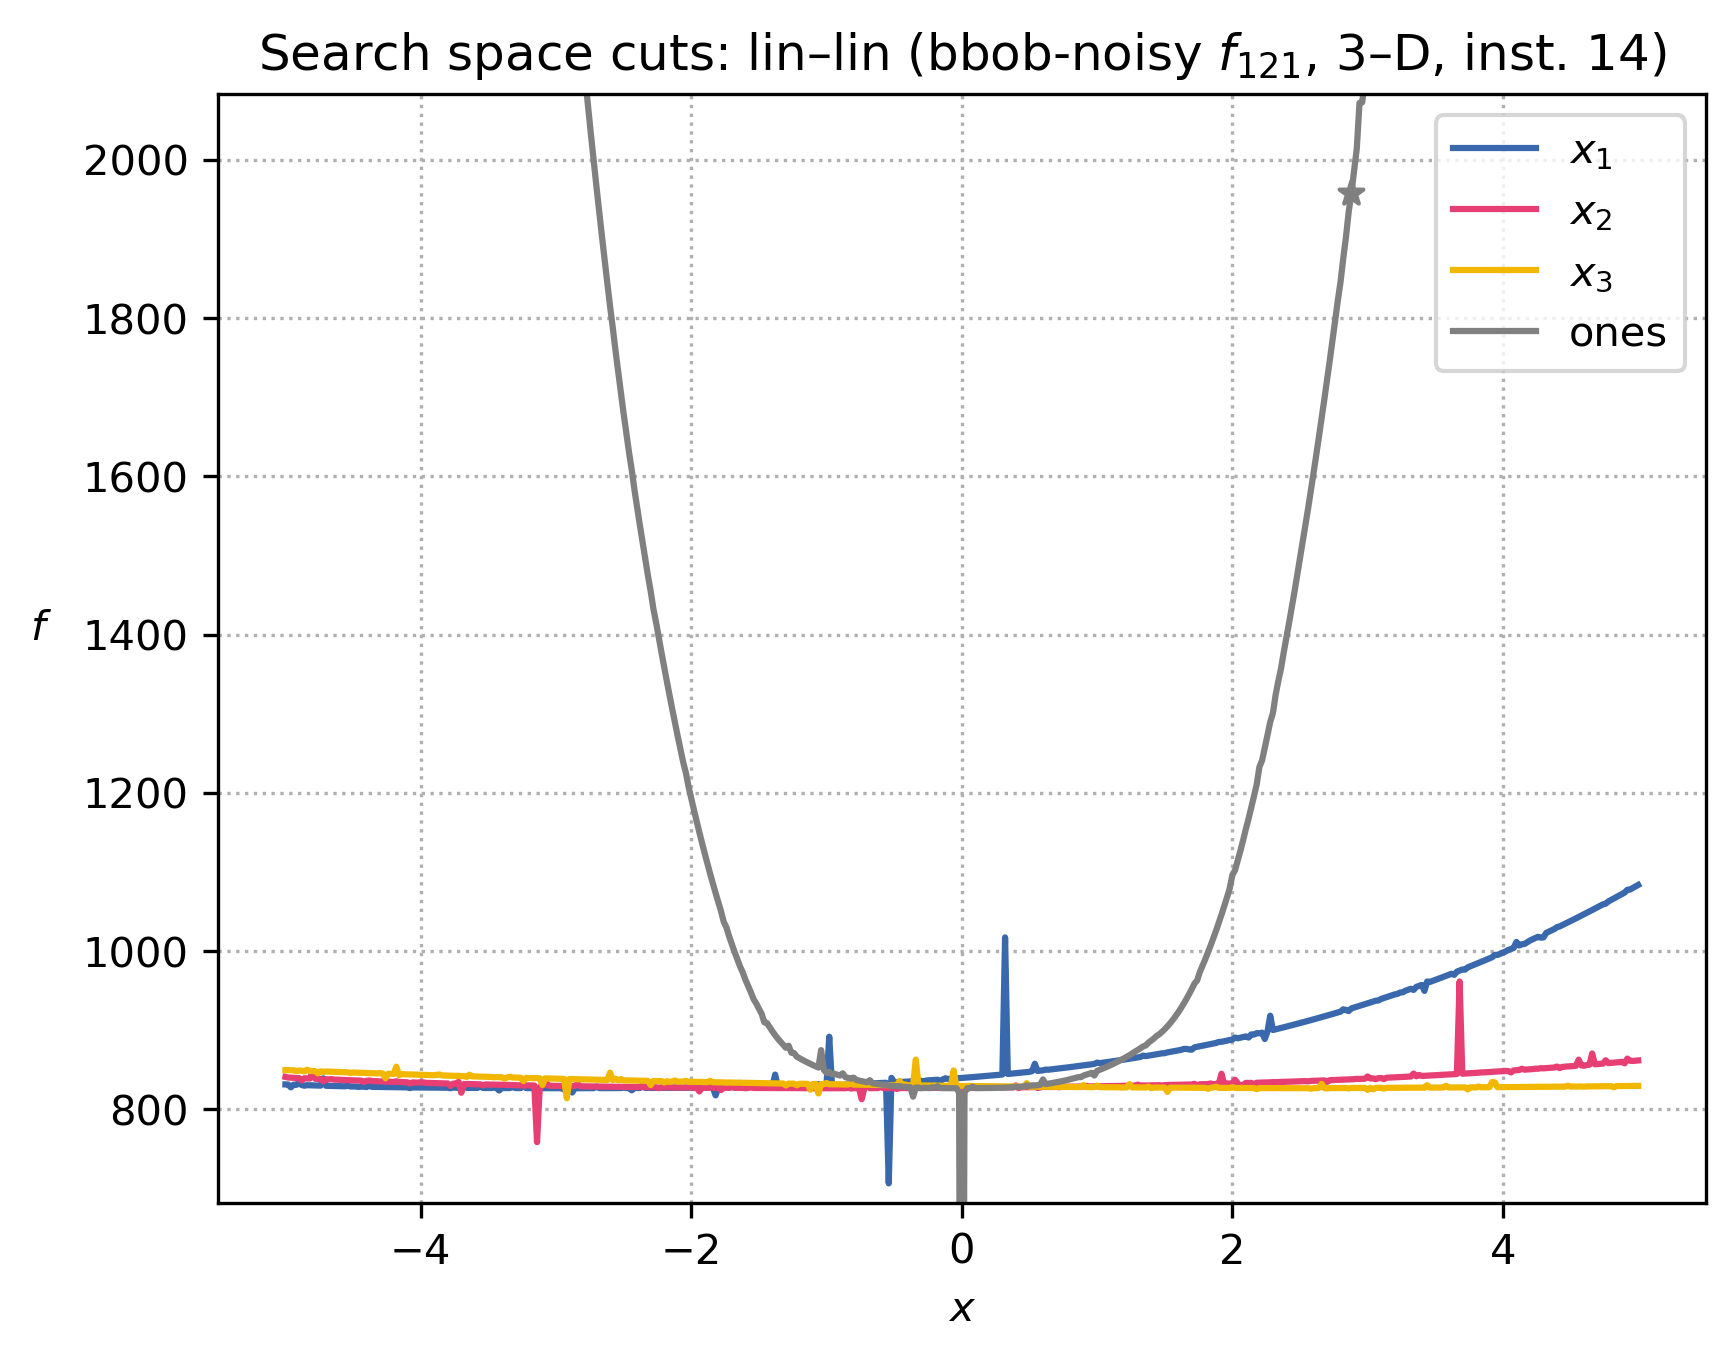 Search space cuts: lin–lin (bbob-noisy f₁₂₁, 3–D, inst. 14)
x₁
x₂
x₃
ones
2000
1800
1600
1400
1200
1000
800
f
−4
−2
0
2
4
x